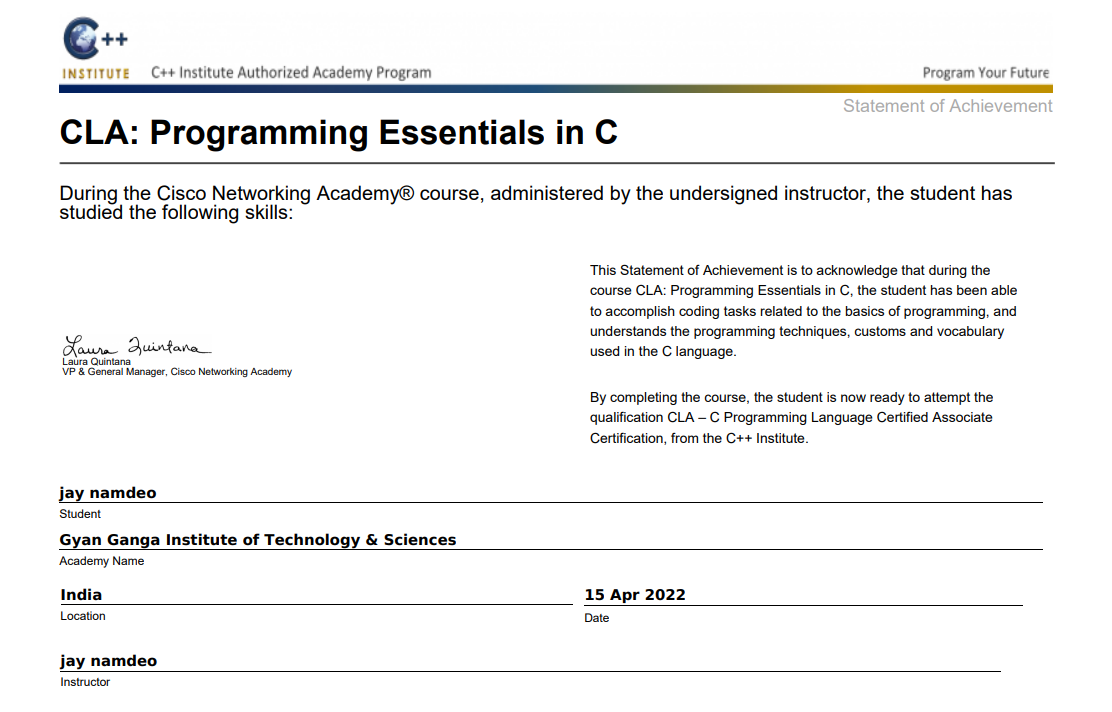 C++
INSTITUTE
C++ Institute Authorized Academy Program
Program Your Future
Statement of Achievement
CLA: Programming Essentials in C
During the Cisco Networking Academy® course, administered by the undersigned instructor, the student has
studied the following skills:
This Statement of Achievement is to acknowledge that during the
course CLA: Programming Essentials in C, the student has been able
to accomplish coding tasks related to the basics of programming, and
understands the programming techniques, customs and vocabulary
used in the C language.
By completing the course, the student is now ready to attempt the
qualification CLA – C Programming Language Certified Associate
Certification, from the C++ Institute.
Laura Quintana
Laura Quintana
VP & General Manager, Cisco Networking Academy
jay namdeo
Student
Gyan Ganga Institute of Technology & Sciences
Academy Name
India
Location
15 Apr 2022
Date
jay namdeo
Instructor